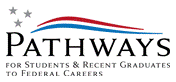 PATHWAYS
FOR STUDENTS & RECENT GRADUATES
TO FEDERAL CAREERS